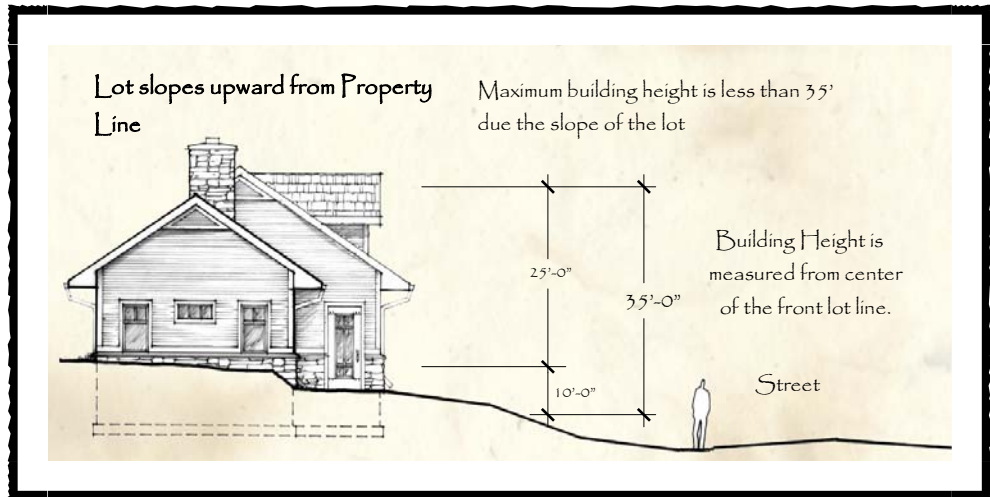 Lot slopes upward from Property
Line
Maximum building height is less than 35'
due the slope of the lot
25'-0"
35'-0"
10'-0"
Building Height is
measured from center
of the front lot line.
Street